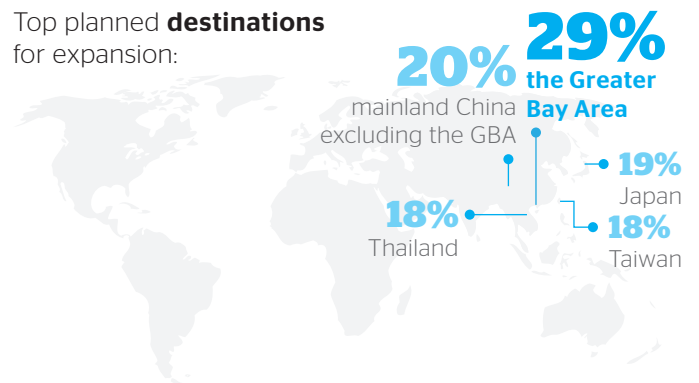 Top planned destinations
for expansion:
29%
the Greater
Bay Area
20%
mainland China
excluding the GBA
19%
Japan
18%
Thailand
18%
Taiwan